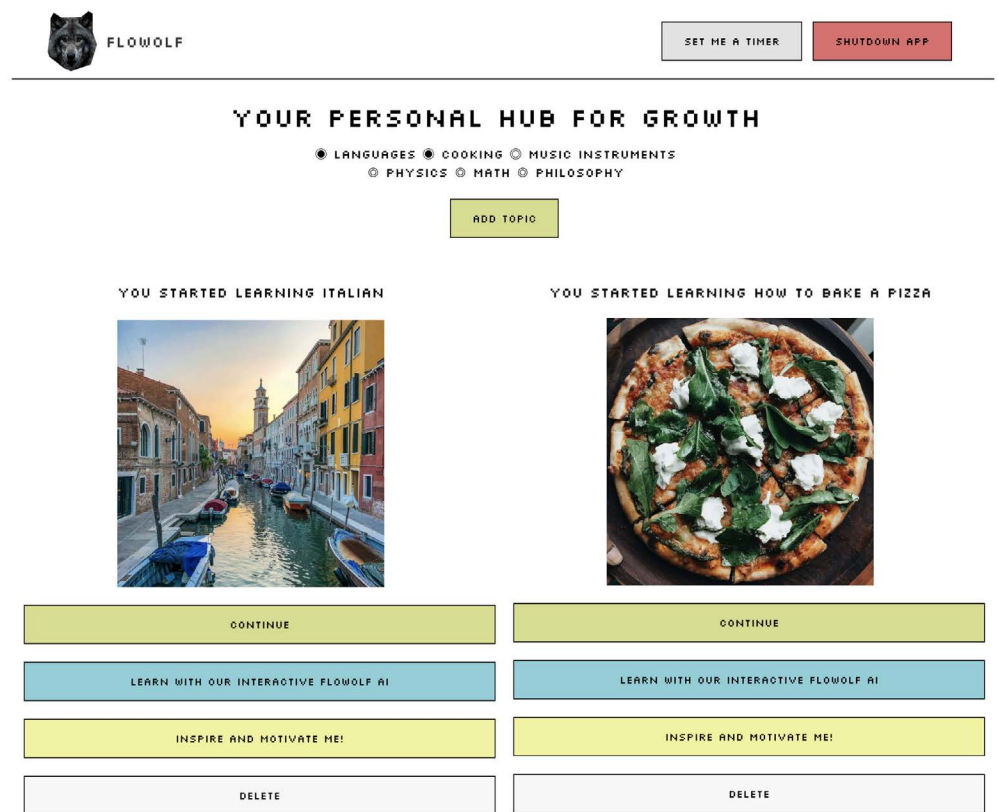 FLOWOLF
SET ME A TIMER
SHUTDOWN APP
YOUR PERSONAL HUB FOR GROWTH
LANGUAGES COOKING MUSIC INSTRUMENTS
PHYSICS MATH PHILOSOPHY
ADD TOPIC
YOU STARTED LEARNING ITALIAN
CONTINUE
LEARN WITH OUR INTERACTIVE FLOWOLF AI
INSPIRE AND MOTIVATE ME!
DELETE
YOU STARTED LEARNING HOW TO BAKE A PIZZA
CONTINUE
LEARN WITH OUR INTERACTIVE FLOWOLF AI
INSPIRE AND MOTIVATE ME!
DELETE